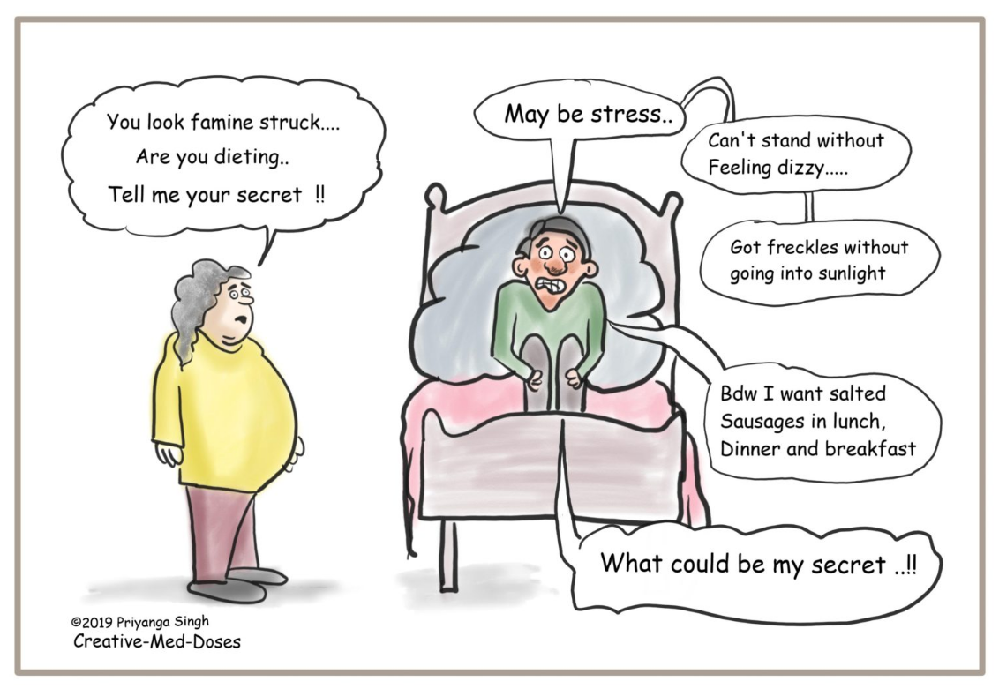 You look famine struck....
Are you dieting..
Tell me your secret !!
May be stress..
Can't stand without
Feeling dizzy.....
Got freckles without
going into sunlight
Bdw I want salted
Sausages in lunch,
Dinner and breakfast
What could be my secret ..!!
©2019 Priyanga Singh
Creative-Med-Doses